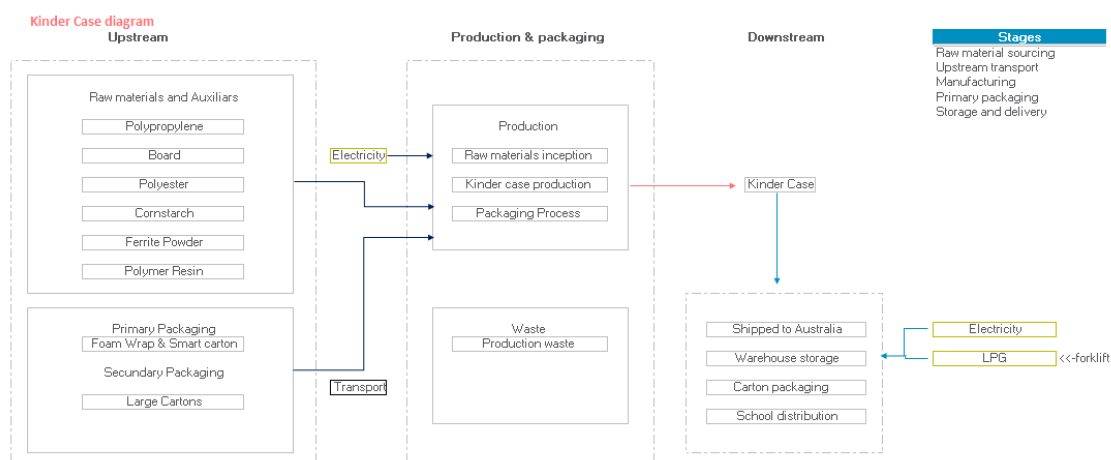 Kinder Case diagram
Upstream
Production & packaging
Downstream
Stages
Raw material sourcing
Upstream transport
Manufacturing
Primary packaging
Storage and delivery
Raw materials and Auxiliars
Polypropylene
Board
Polyester
Cornstarch
Ferrite Powder
Polymer Resin
Primary Packaging
Foam Wrap & Smart carton
Secundary Packaging
Large Cartons
Electricity
Transport
Production
Raw materials inception
Kinder case production
Packaging Process
Waste
Production waste
Kinder Case
Shipped to Australia
Warehouse storage
Carton packaging
School distribution
Electricity
LPG <<-forklift